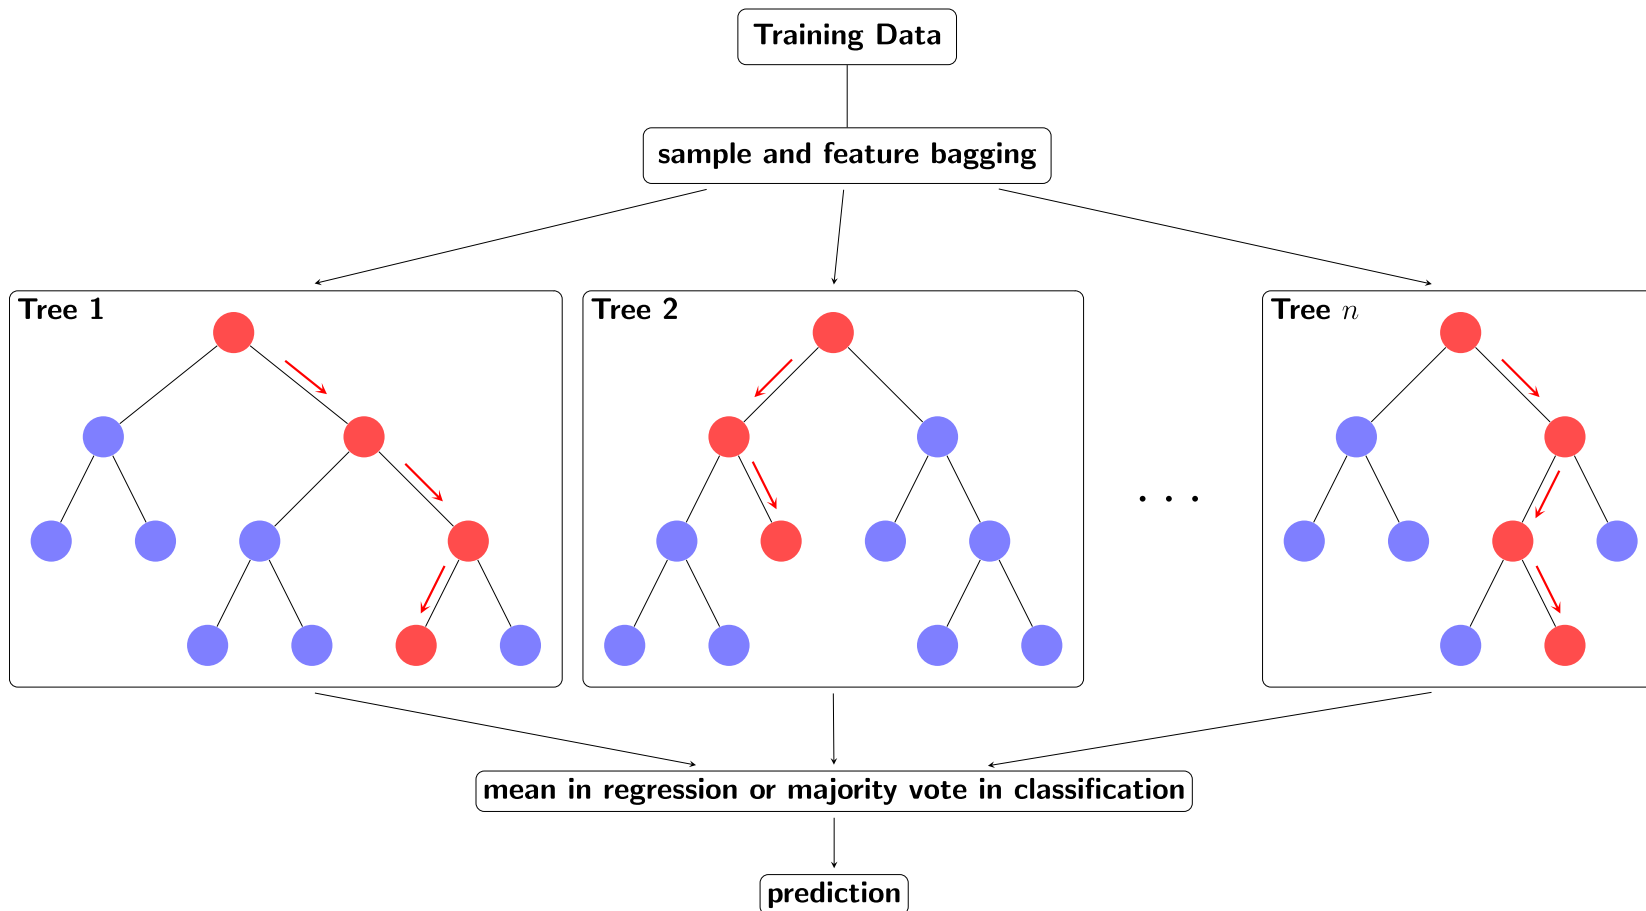 Training Data
sample and feature bagging
Tree 1
Tree 2
Tree n
. . .
mean in regression or majority vote in classification
prediction